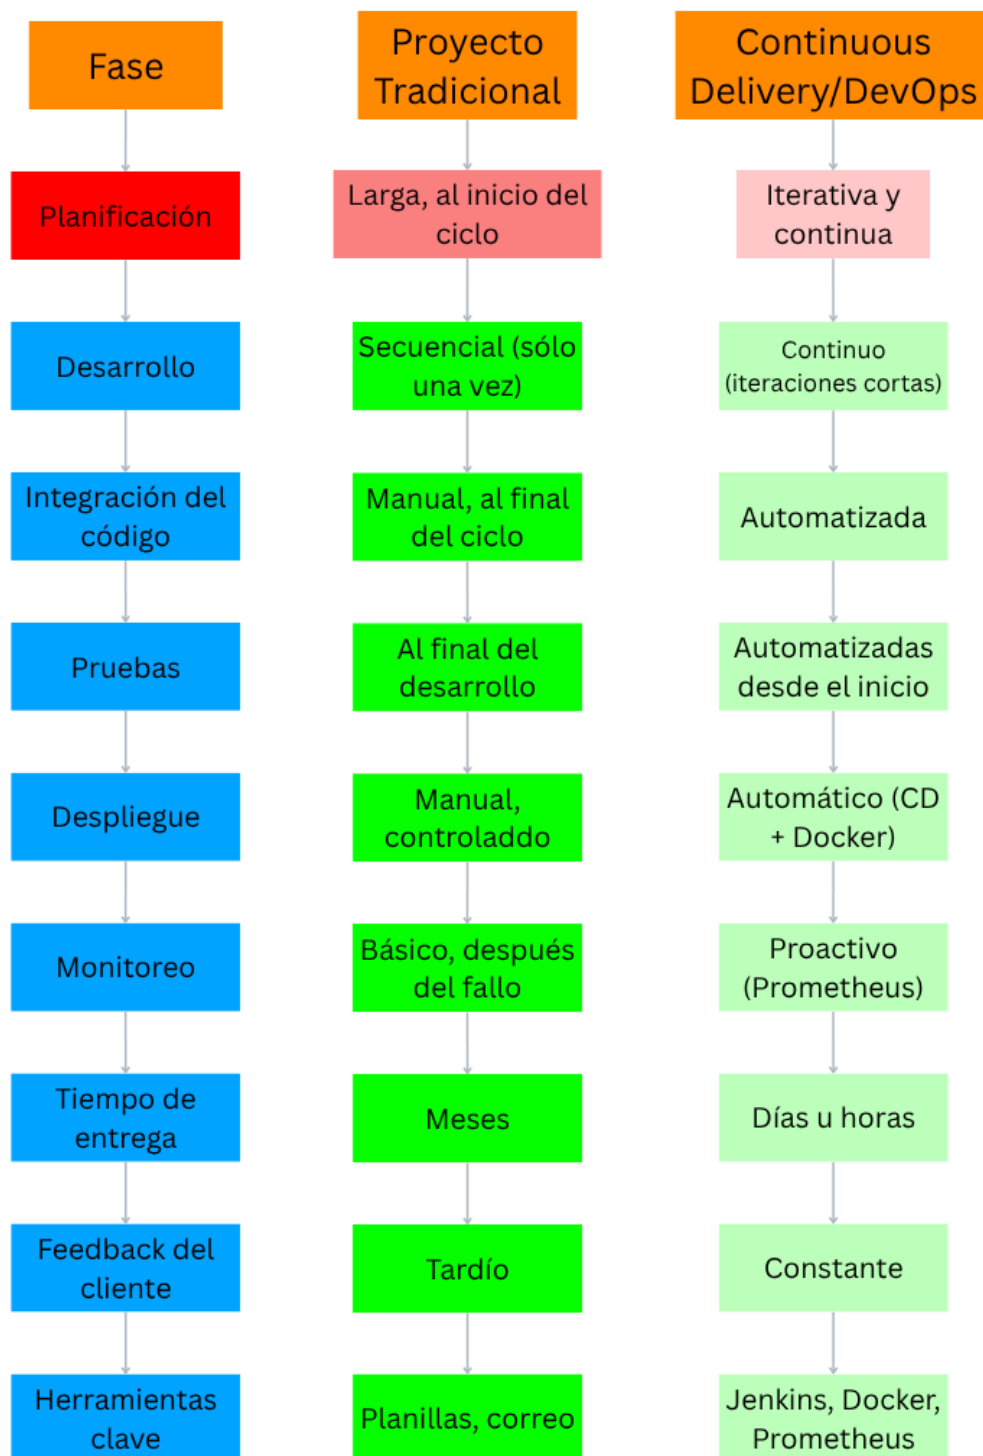 Fase
Proyecto
Tradicional
Continuous
Delivery/DevOps
Planificación
Larga, al inicio del
ciclo
Iterativa y
continua
Desarrollo
Secuencial (sólo
una vez)
Continuo
(iteraciones cortas)
Integración del
código
Manual, al final
del ciclo
Automatizada
Pruebas
Al final del
desarrollo
Automatizadas
desde el inicio
Despliegue
Manual,
controladdo
Automático (CD
+ Docker)
Monitoreo
Básico, después
del fallo
Proactivo
(Prometheus)
Tiempo de
entrega
Meses
Días u horas
Feedback del
cliente
Tardío
Constante
Herramientas
clave
Planillas, correo
Jenkins, Docker,
Prometheus